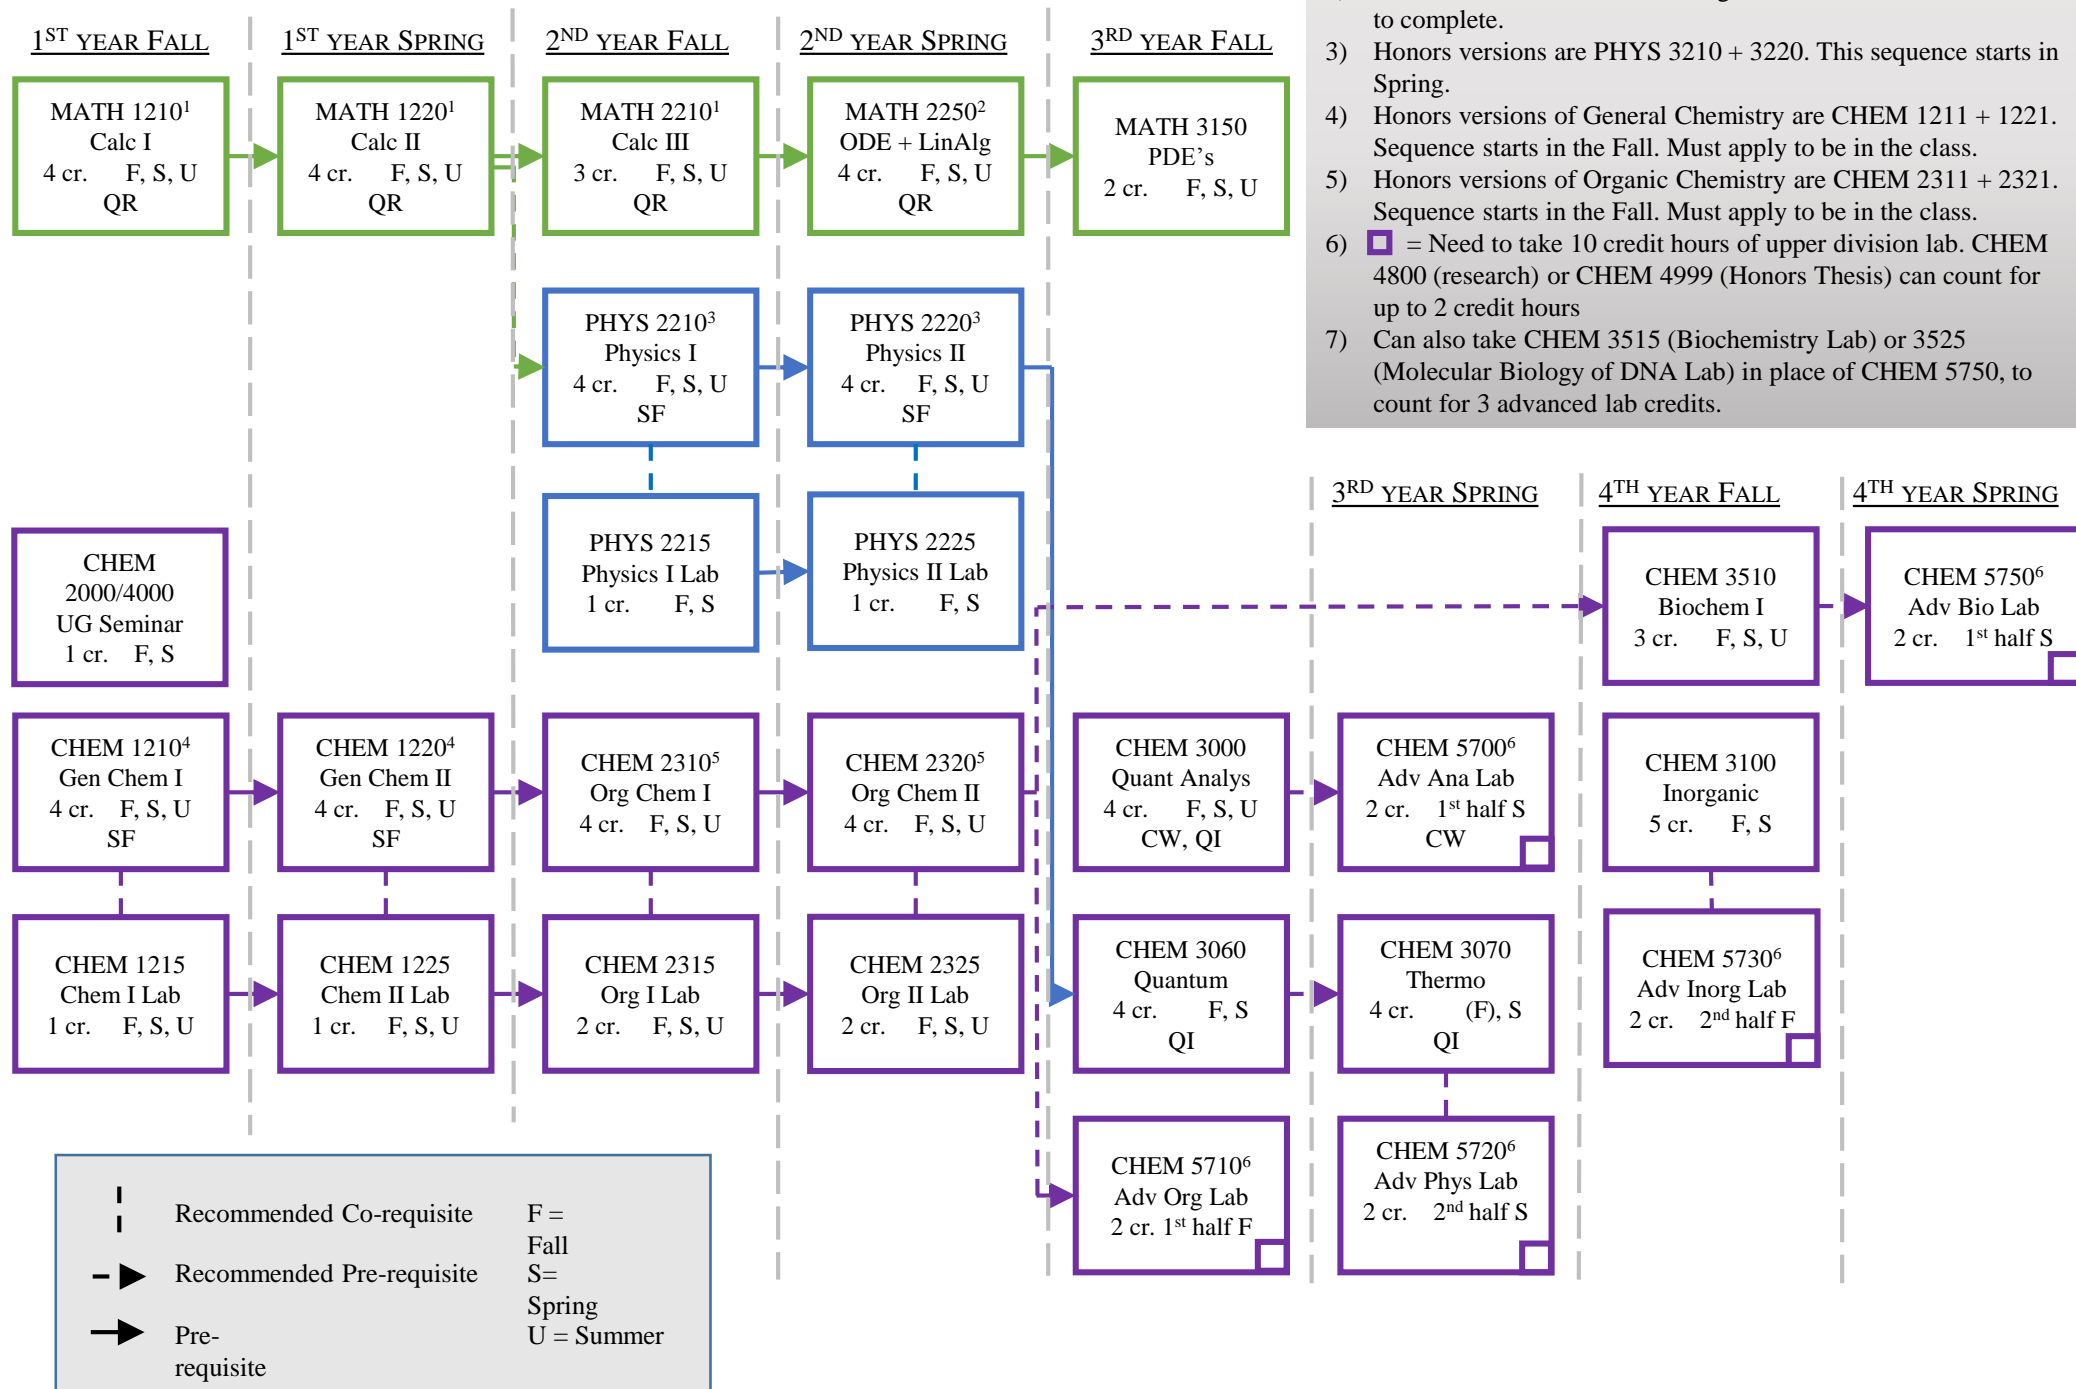 1ST YEAR FALL
1ST YEAR SPRING
2ND YEAR FALL
2ND YEAR SPRING
3RD YEAR FALL
to complete.
3) Honors versions are PHYS 3210 + 3220. This sequence starts in
Spring.
4) Honors versions of General Chemistry are CHEM 1211 + 1221.
Sequence starts in the Fall. Must apply to be in the class.
5) Honors versions of Organic Chemistry are CHEM 2311 + 2321.
Sequence starts in the Fall. Must apply to be in the class.
6) = Need to take 10 credit hours of upper division lab. CHEM
4800 (research) or CHEM 4999 (Honors Thesis) can count for
up to 2 credit hours
7) Can also take CHEM 3515 (Biochemistry Lab) or 3525
(Molecular Biology of DNA Lab) in place of CHEM 5750, to
count for 3 advanced lab credits.
MATH 12101
Calc I
4 cr. F, S, U
QR
MATH 12201
Calc II
4 cr. F, S, U
QR
MATH 22101
Calc III
3 cr. F, S, U
QR
MATH 22502
ODE + LinAlg
4 cr. F, S, U
QR
MATH 3150
PDE's
2 cr. F, S, U
PHYS 22103
Physics I
4 cr. F, S, U
SF
PHYS 22203
Physics II
4 cr. F, S, U
SF
PHYS 2215
Physics I Lab
1 cr. F, S
PHYS 2225
Physics II Lab
1 cr. F, S
3RD YEAR SPRING
4TH YEAR FALL
4TH YEAR SPRING
CHEM
2000/4000
UG Seminar
1 cr. F, S
CHEM 3510
Biochem I
3 cr. F, S, U
CHEM 57506
Adv Bio Lab
2 cr. 1st half S
CHEM 12104
Gen Chem I
4 cr. F, S, U
SF
CHEM 12204
Gen Chem II
4 cr. F, S, U
SF
CHEM 23105
Org Chem I
4 cr. F, S, U
CHEM 23205
Org Chem II
4 cr. F, S, U
CHEM 3000
Quant Analys
4 cr. F, S, U
CW, QI
CHEM 57006
Adv Ana Lab
2 cr. 1st half S
CW
CHEM 3100
Inorganic
5 cr. F, S
CHEM 1215
Chem I Lab
1 cr. F, S, U
CHEM 1225
Chem II Lab
1 cr. F, S, U
CHEM 2315
Org I Lab
2 cr. F, S, U
CHEM 2325
Org II Lab
2 cr. F, S, U
CHEM 3060
Quantum
4 cr. F, S
QI
CHEM 3070
Thermo
4 cr. (F), S
QI
CHEM 57306
Adv Inorg Lab
2 cr. 2nd half F
CHEM 57106
Adv Org Lab
2 cr. 1st half F
CHEM 57206
Adv Phys Lab
2 cr. 2nd half S
Recommended Co-requisite
Recommended Pre-requisite
Pre-
requisite
F =
Fall
S=
Spring
U = Summer